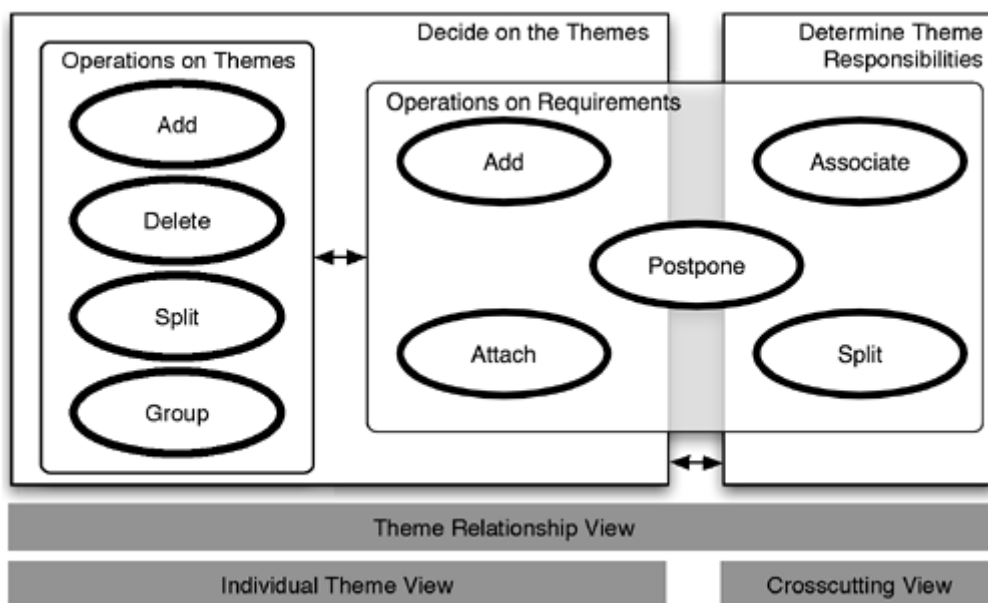 Decide on the Themes
Determine Theme
Responsibilities
Operations on Themes
Add
Delete
Split
Group
Operations on Requirements
Add
Associate
Postpone
Attach
Split
Theme Relationship View
Individual Theme View
Crosscutting View